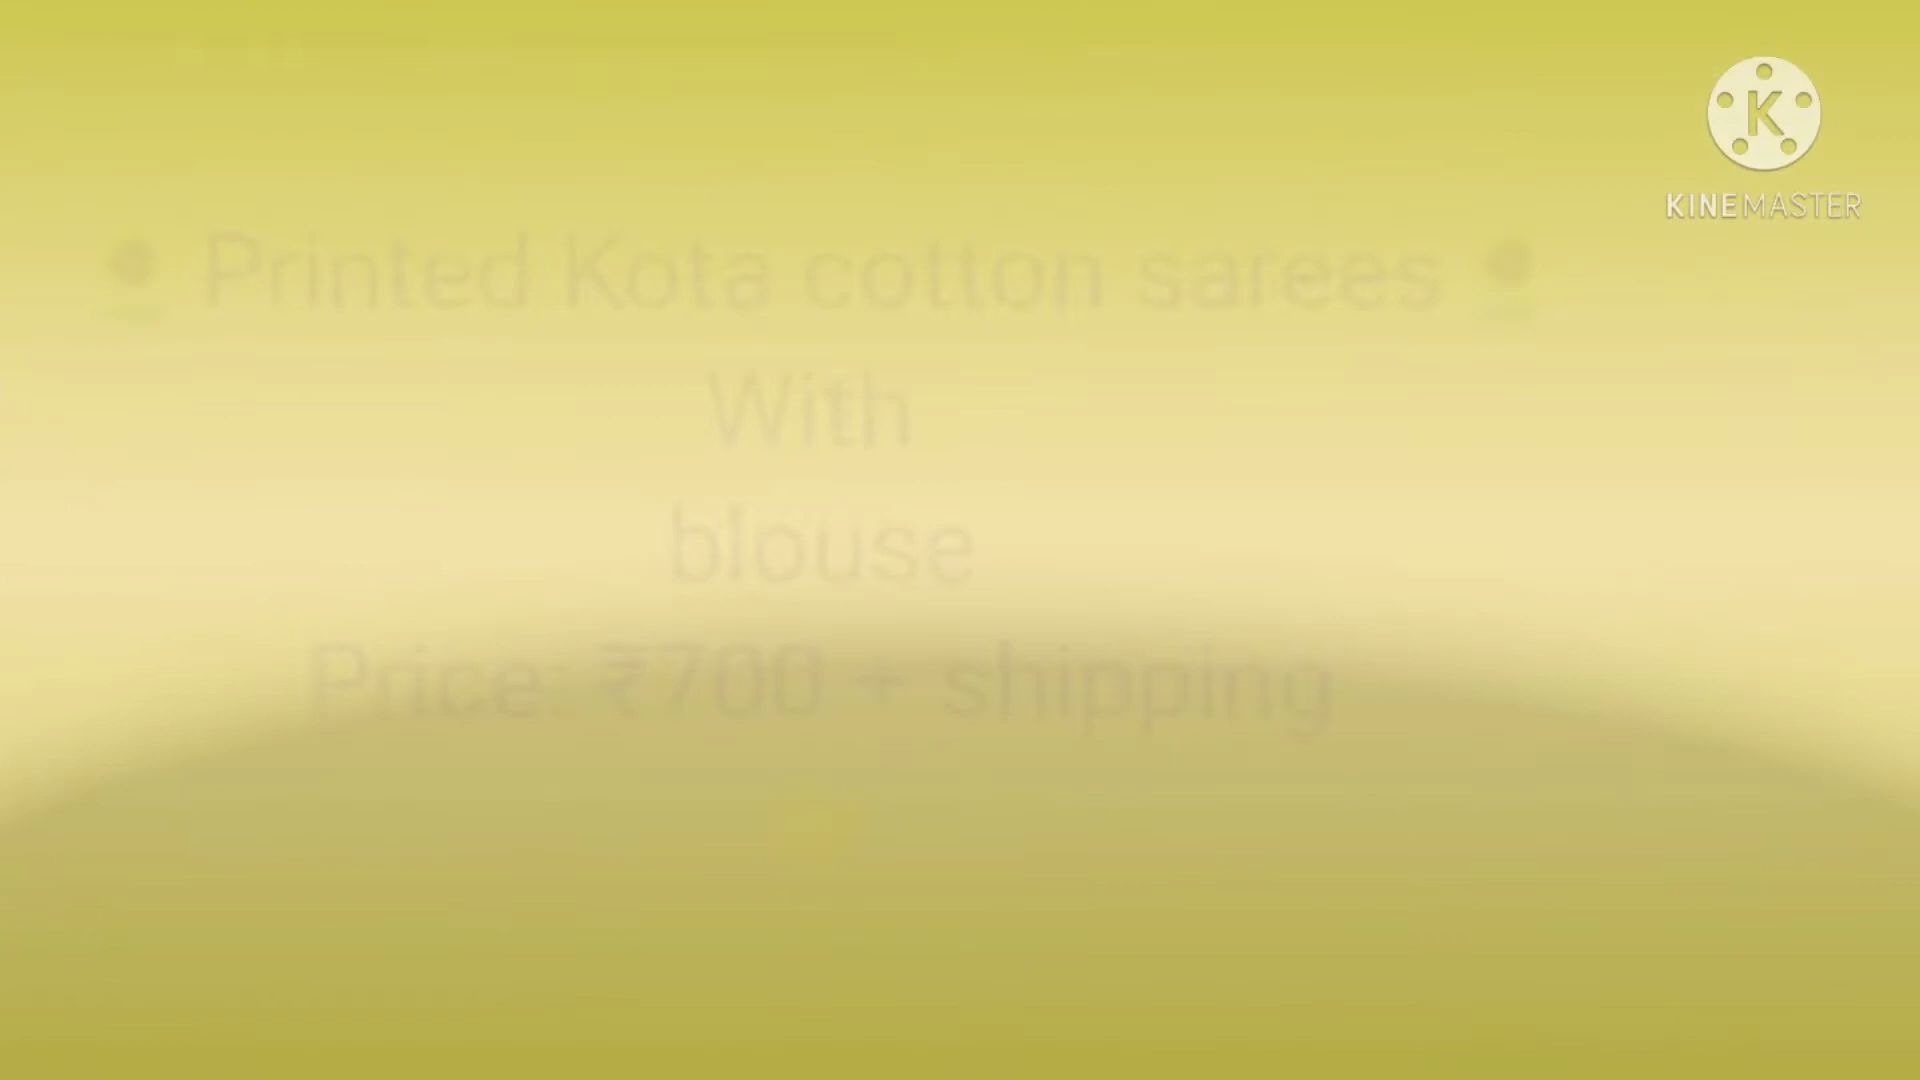 Printed Kota cotton sarees
With
blouse
Price: ₹700 + shipping
K
KINEMASTER